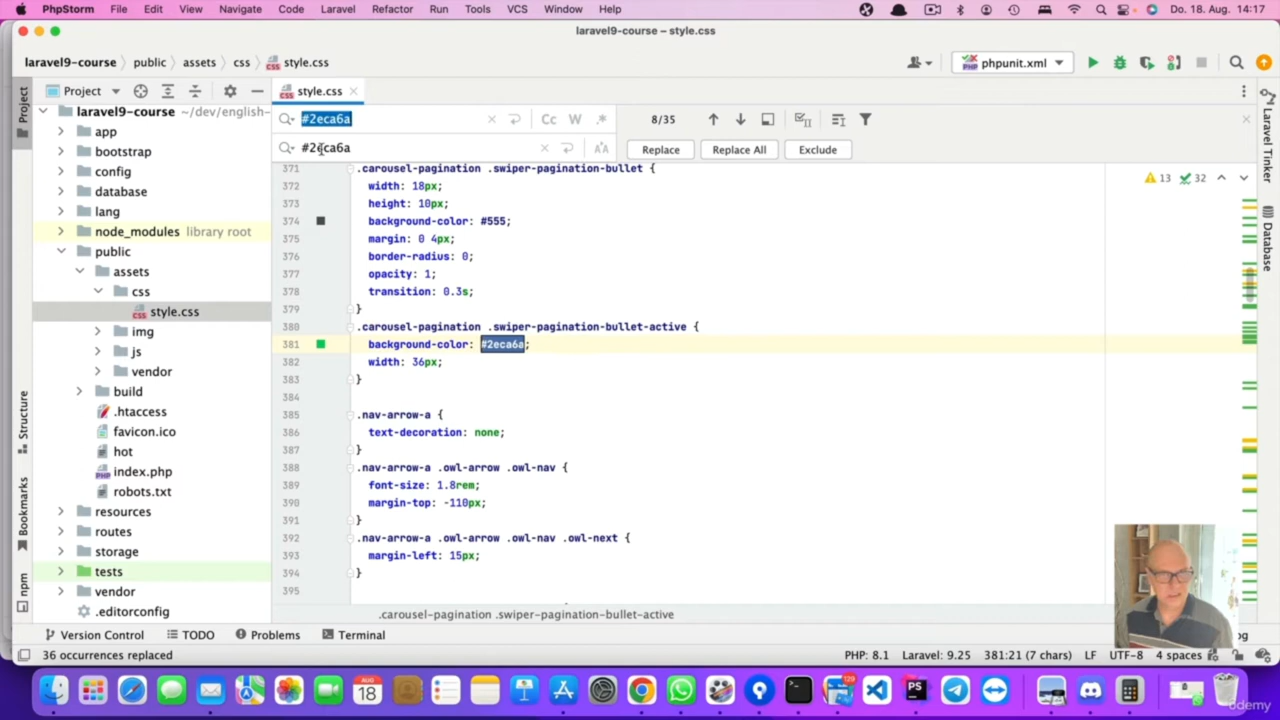 PhpStorm File Edit View Navigate Code Laravel Refactor Run Tools VCS Window Help Do. 18. Aug. 14:17
laravel9-course – style.css
laravel9-course public assets css style.css phpunit.xml
Project style.css
#2eca6a Cc W .* 8/35
#2eca6a Replace Replace All Exclude
13 32
Project
Structure
Bookmarks
npm
Laravel Tinker
Database
laravel9-course ~/dev/english-
app
bootstrap
config
database
lang
node_modules library root
public
assets
css
style.css
img
js
vendor
build
.htaccess
favicon.ico
hot
index.php
robots.txt
resources
routes
storage
tests
vendor
.editorconfig
371 .carousel-pagination .swiper-pagination-bullet {
372 width: 18px;
373 height: 10px;
374 background-color: #555;
375 margin: 0 4px;
376 border-radius: 0;
377 opacity: 1;
378 transition: 0.3s;
379 }
380 .carousel-pagination .swiper-pagination-bullet-active {
381 background-color: #2eca6a;
382 width: 36px;
383 }
384
385 .nav-arrow-a {
386 text-decoration: none;
387 }
388 .nav-arrow-a .owl-arrow .owl-nav {
389 font-size: 1.8rem;
390 margin-top: -110px;
391 }
392 .nav-arrow-a .owl-arrow .owl-nav .owl-next {
393 margin-left: 15px;
394 }
395
.carousel-pagination .swiper-pagination-bullet-active
Version Control TODO Problems Terminal
36 occurrences replaced PHP: 8.1 Laravel: 9.25 381:21 (7 chars) LF UTF-8 4 spaces
AUG
18
PS
129
udemy